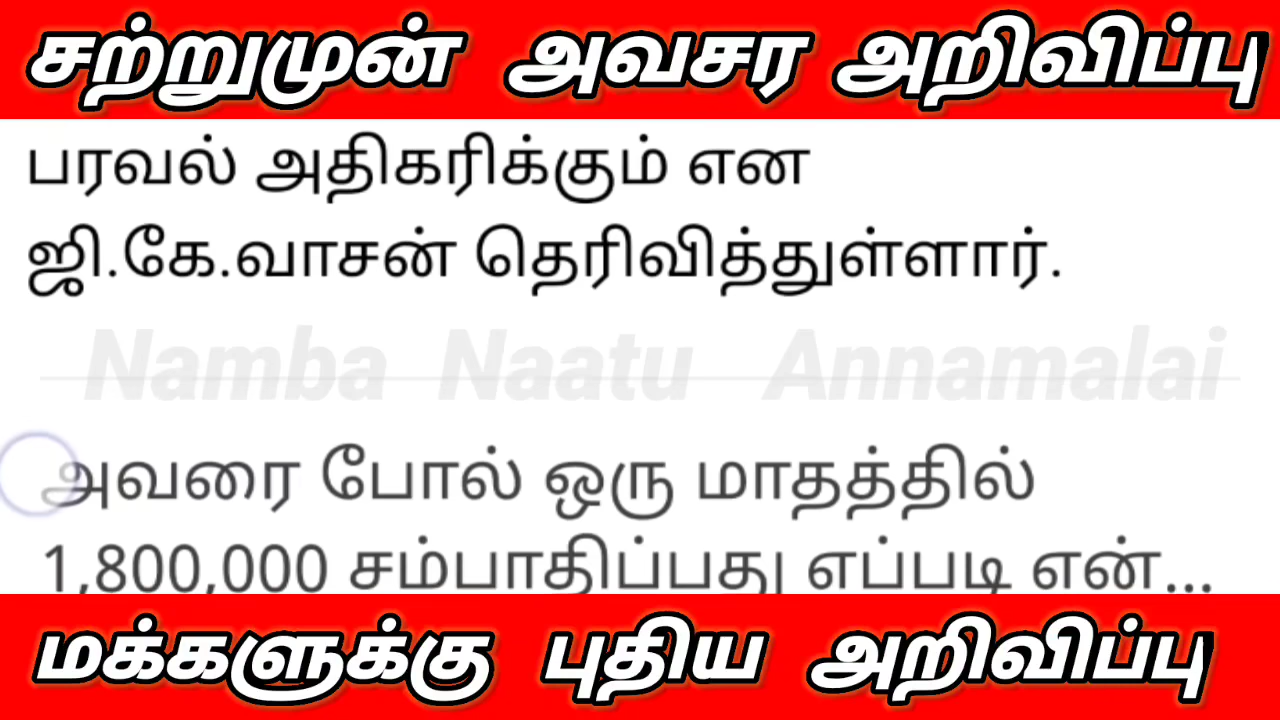 சற்றுமுன் அவசர அறிவிப்பு
பரவல் அதிகரிக்கும் என
ஜி.கே.வாசன் தெரிவித்துள்ளார்.
Namba Naatu Annamalai
அவரை போல் ஒரு மாதத்தில்
1,800,000 சம்பாதிப்பது எப்படி என்...
மக்களுக்கு புதிய அறிவிப்பு